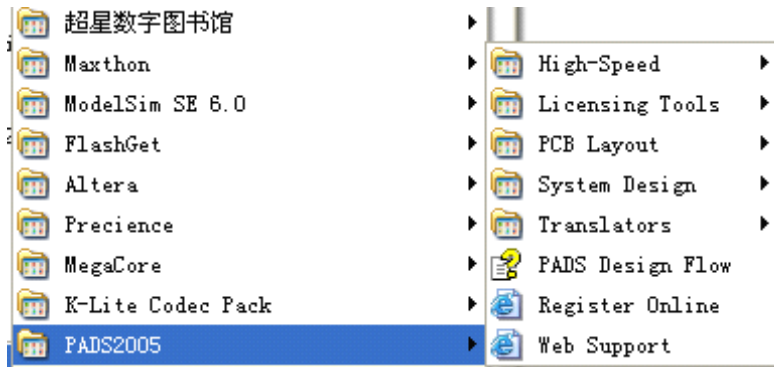 超星数字图书馆
Maxthon
ModelSim SE 6.0
FlashGet
Altera
Precience
MegaCore
K-Lite Codec Pack
PADS2005
High-Speed
Licensing Tools
PCB Layout
System Design
Translators
PADS Design Flow
Register Online
Web Support